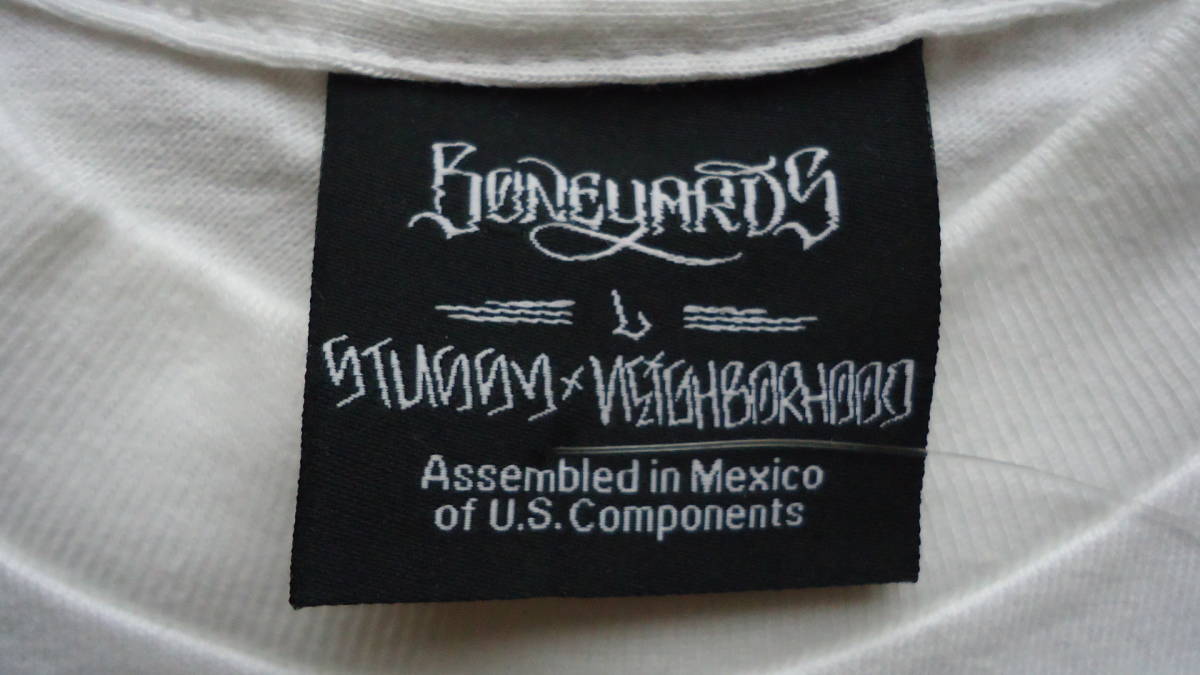 BONEYARDS
L
STUSSY x NEIGHBORHOOD
Assembled in Mexico
of U.S. Components